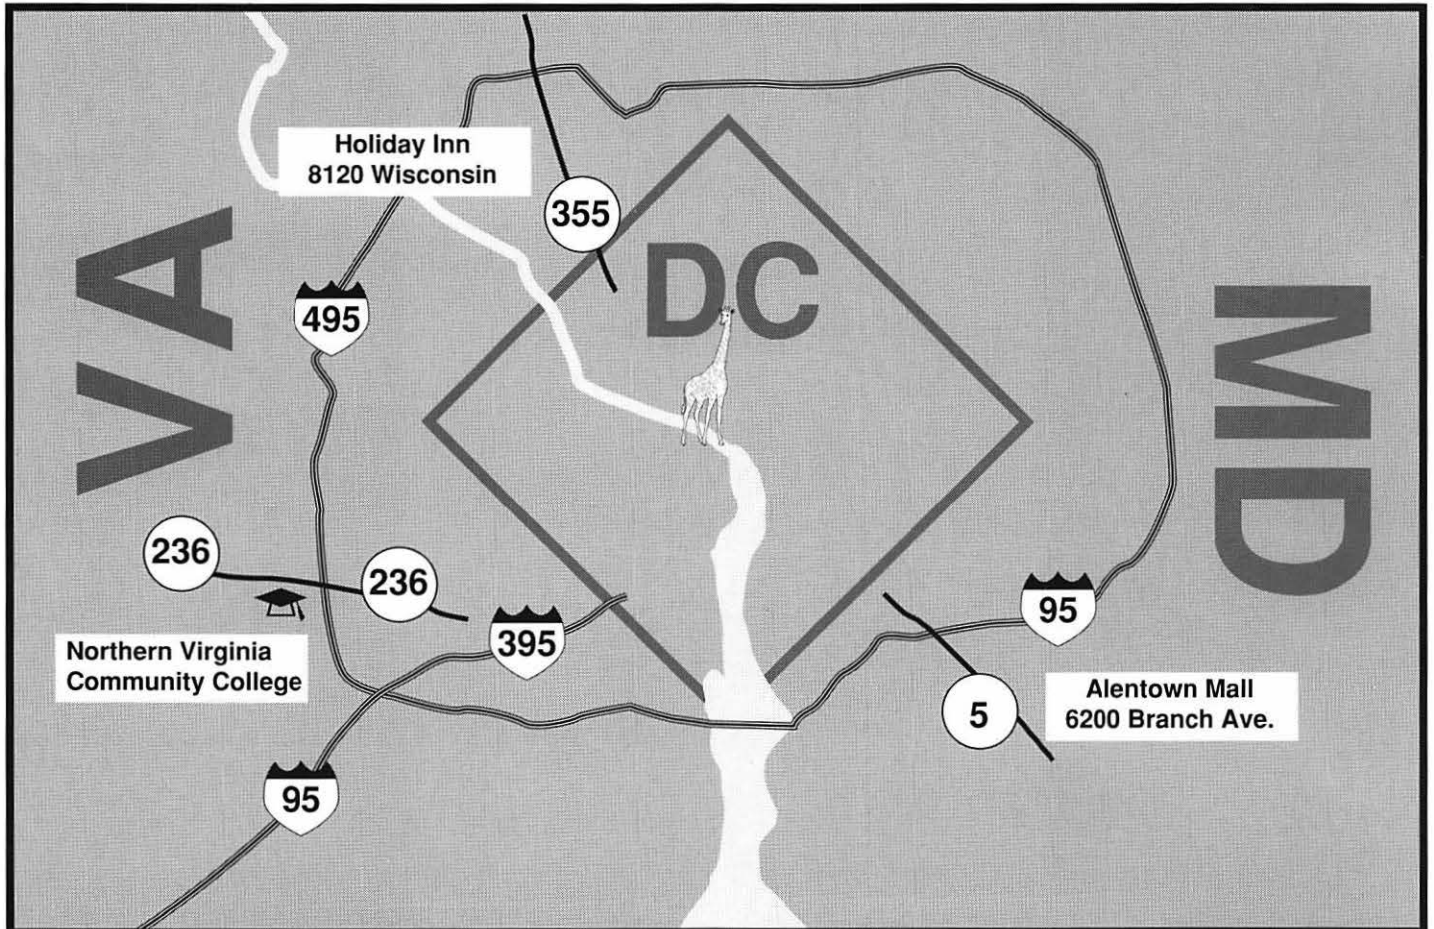 Holiday Inn
8120 Wisconsin
355
DC
VA
495
MD
236
236
395
95
Northern Virginia
Community College
5
Alentown Mall
6200 Branch Ave.
95